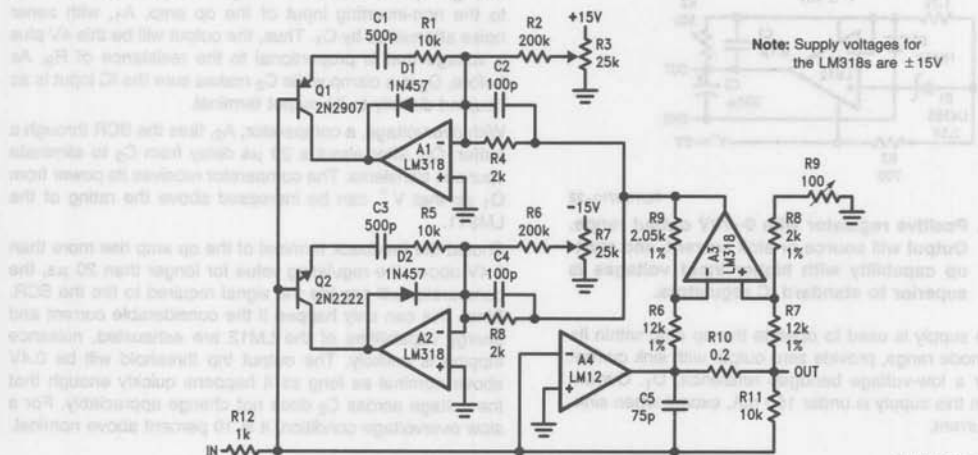 C1
500p
R1
10k
R2
200k
+15V
R3
25k
Note: Supply voltages for
the LM318s are ±15V
Q1
2N2907
D1
1N457
C2
100p
A1
LM318
R4
2k
C3
500p
R5
10k
R6
200k
−15V
R7
25k
R9
2.05k
1%
A3
LM318
R8
2k
1%
R9
100
Q2
2N2222
D2
1N457
C4
100p
A2
LM318
R8
2k
R6
12k
1%
R7
12k
1%
A4
LM12
R10
0.2
OUT
C5
75p
R11
10k
R12
1k
IN